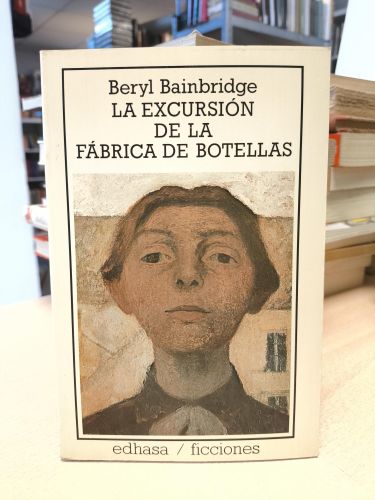 Beryl Bainbridge
LA EXCURSIÓN
DE LA
FÁBRICA DE BOTELLAS
edhasa / ficciones